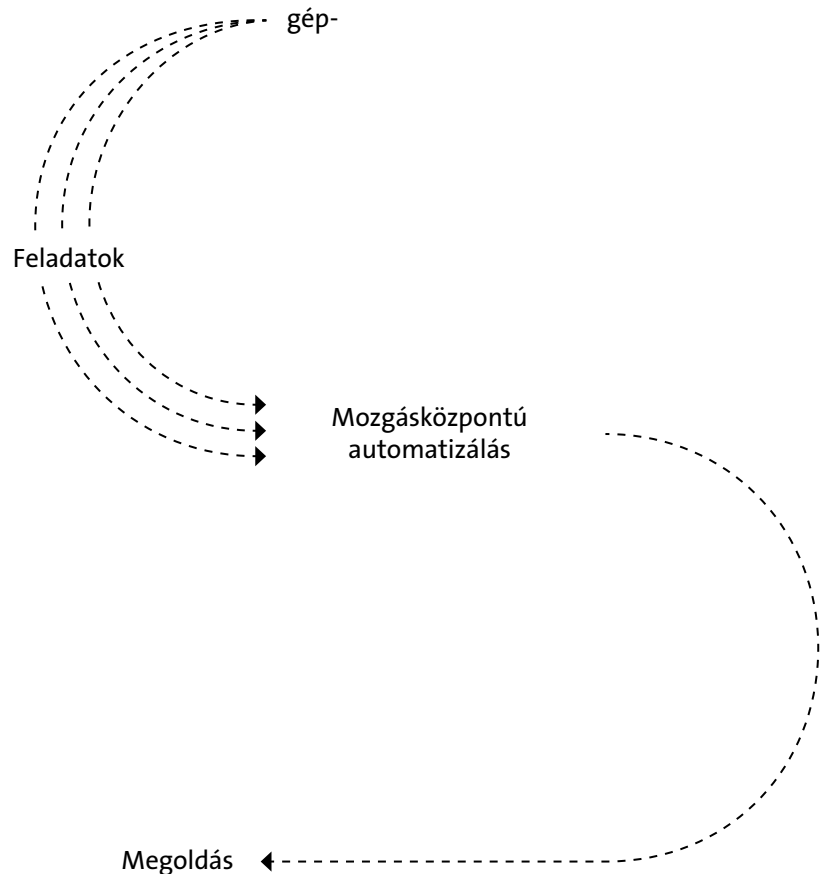 gép-
Feladatok
Mozgásközpontú
automatizálás
Megoldás